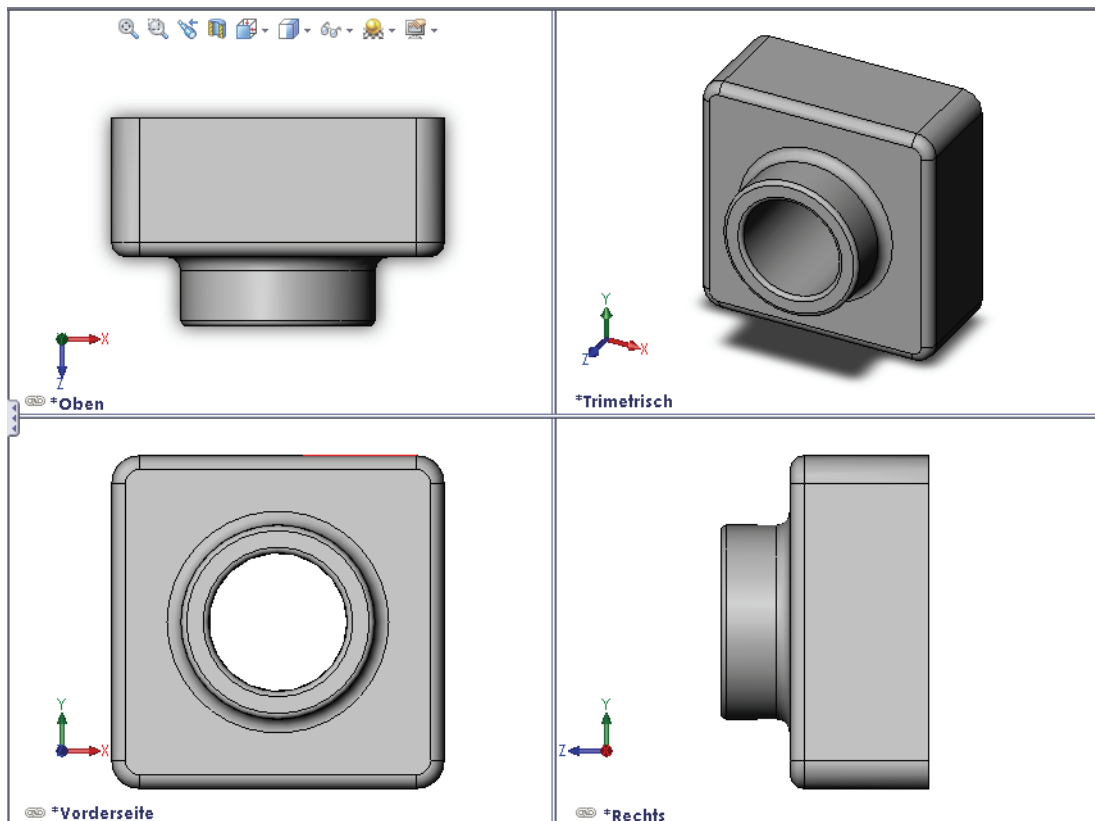 X
Z
*Oben
Y
X
Z
*Trimetrisch
Y
X
*Vorderseite
Y
Z
*Rechts